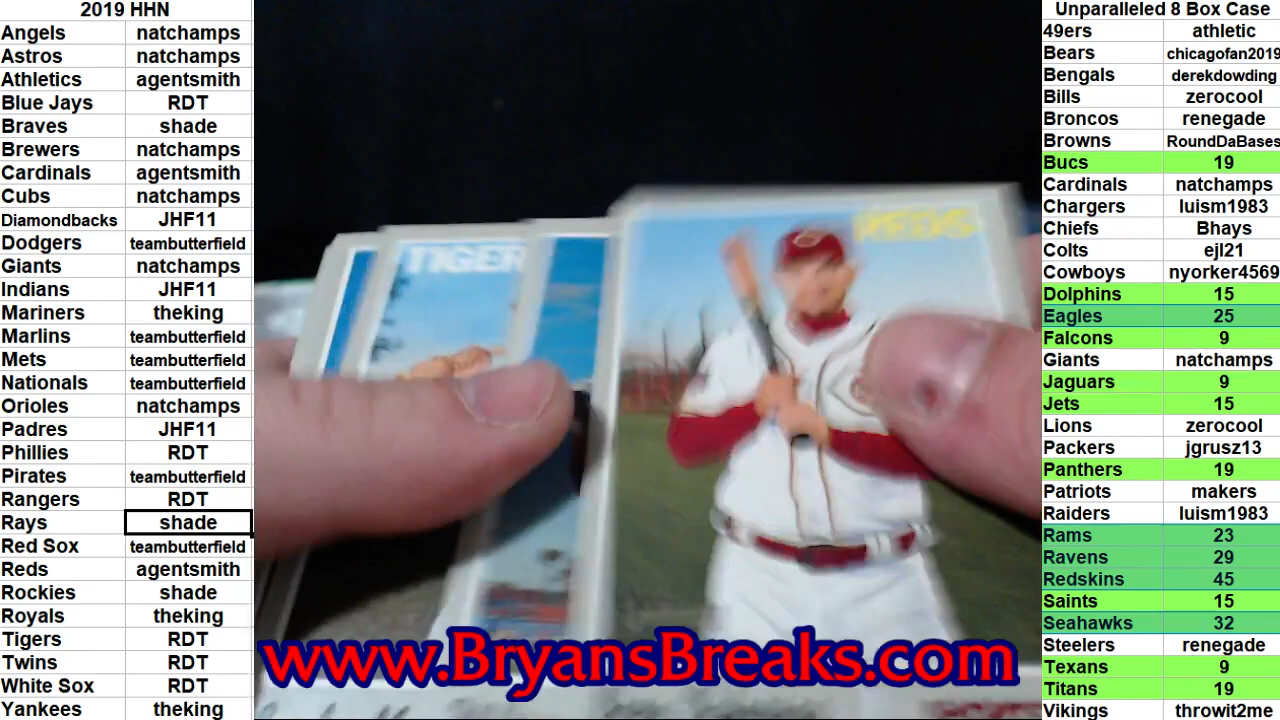 2019 HHN
Angels natchamps
Astros natchamps
Athletics agentsmith
Blue Jays RDT
Braves shade
Brewers natchamps
Cardinals agentsmith
Cubs natchamps
Diamondbacks JHF11
Dodgers teambutterfield
Giants natchamps
Indians JHF11
Mariners theking
Marlins teambutterfield
Mets teambutterfield
Nationals teambutterfield
Orioles natchamps
Padres JHF11
Phillies RDT
Pirates teambutterfield
Rangers RDT
Rays shade
Red Sox teambutterfield
Reds agentsmith
Rockies shade
Royals theking
Tigers RDT
Twins RDT
White Sox RDT
Yankees theking
TIGER
REDS
www.BryansBreaks.com
Unparalleled 8 Box Case
49ers athletic
Bears chicagofan2019
Bengals derekdowding
Bills zerocool
Broncos renegade
Browns RoundDaBases
Bucs 19
Cardinals natchamps
Chargers luism1983
Chiefs Bhays
Colts ejl21
Cowboys nyorker4569
Dolphins 15
Eagles 25
Falcons 9
Giants natchamps
Jaguars 9
Jets 15
Lions zerocool
Packers jgrusz13
Panthers 19
Patriots makers
Raiders luism1983
Rams 23
Ravens 29
Redskins 45
Saints 15
Seahawks 32
Steelers renegade
Texans 9
Titans 19
Vikings throwit2me